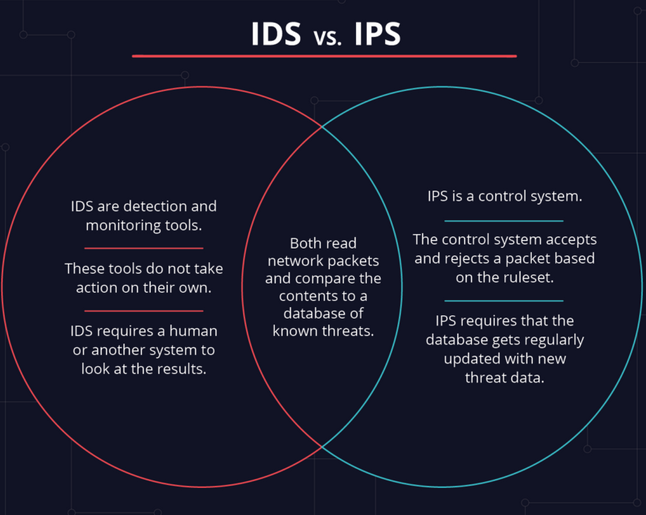 IDS vs. IPS
IDS are detection and
monitoring tools.
These tools do not take
action on their own.
IDS requires a human
or another system to
look at the results.
Both read
network packets
and compare the
contents to a
database of
known threats.
IPS is a control system.
The control system accepts
and rejects a packet based
on the ruleset.
IPS requires that the
database gets regularly
updated with new
threat data.